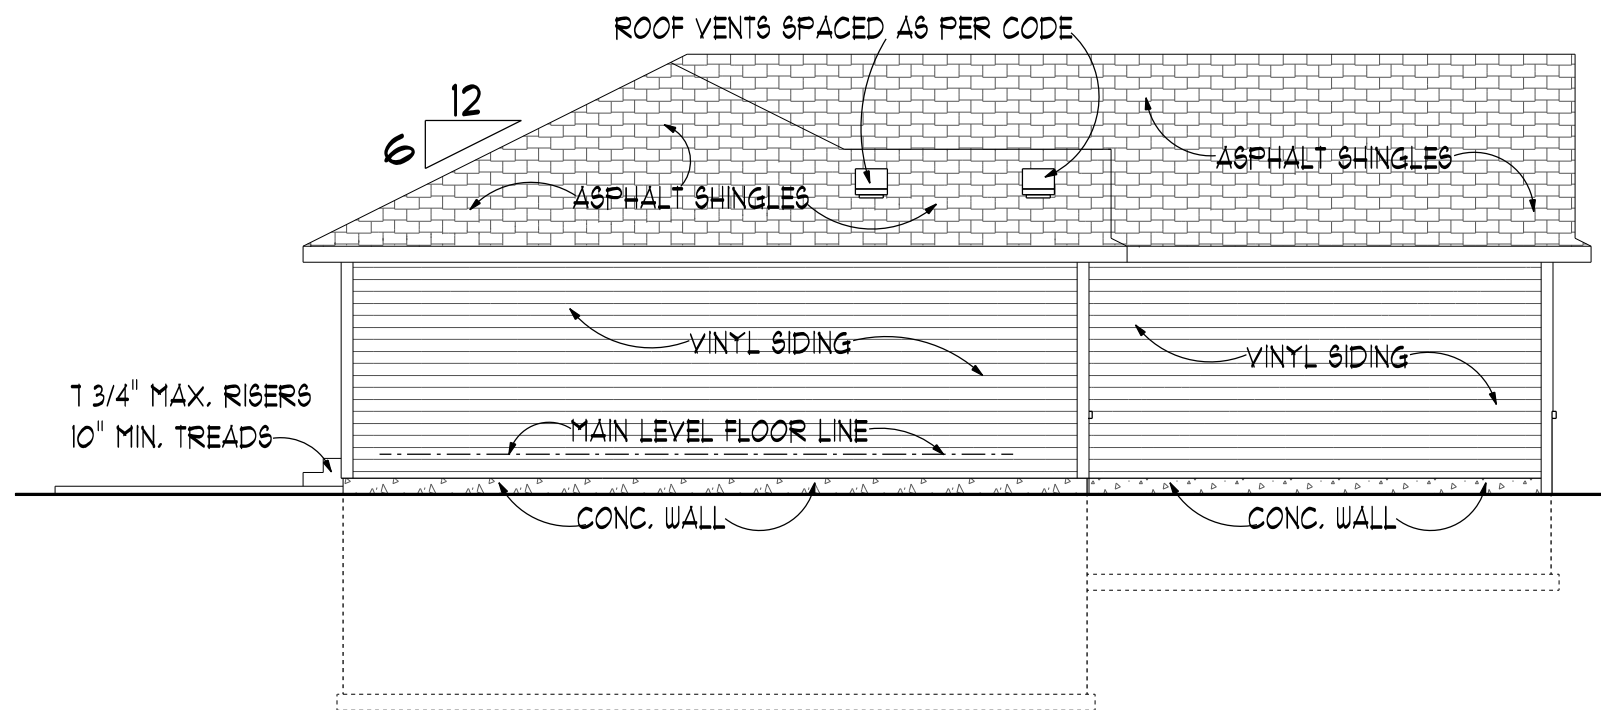 ROOF VENTS SPACED AS PER CODE
12
6
ASPHALT SHINGLES
ASPHALT SHINGLES
VINYL SIDING
VINYL SIDING
7 3/4" MAX. RISERS
10" MIN. TREADS
MAIN LEVEL FLOOR LINE
CONC. WALL
CONC. WALL